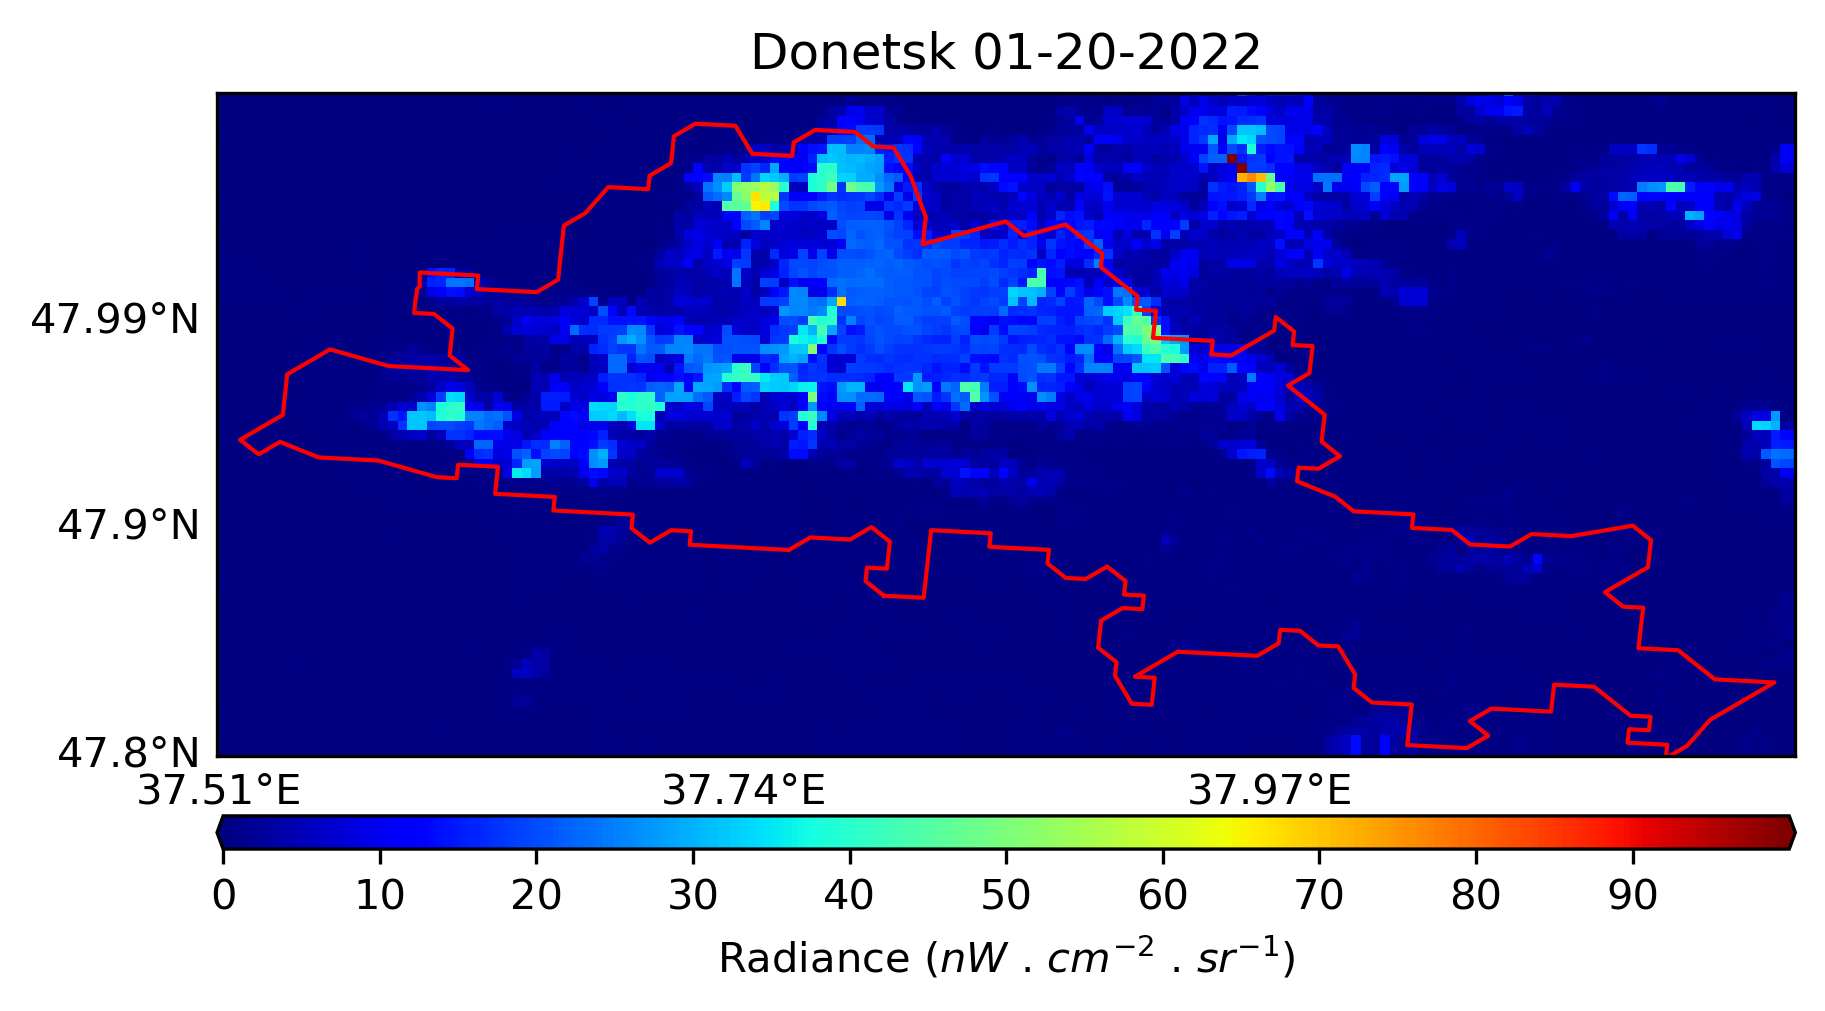 Donetsk 01-20-2022
47.99°N
47.9°N
47.8°N
37.51°E 37.74°E 37.97°E
0 10 20 30 40 50 60 70 80 90
Radiance (nW . cm⁻² . sr⁻¹)